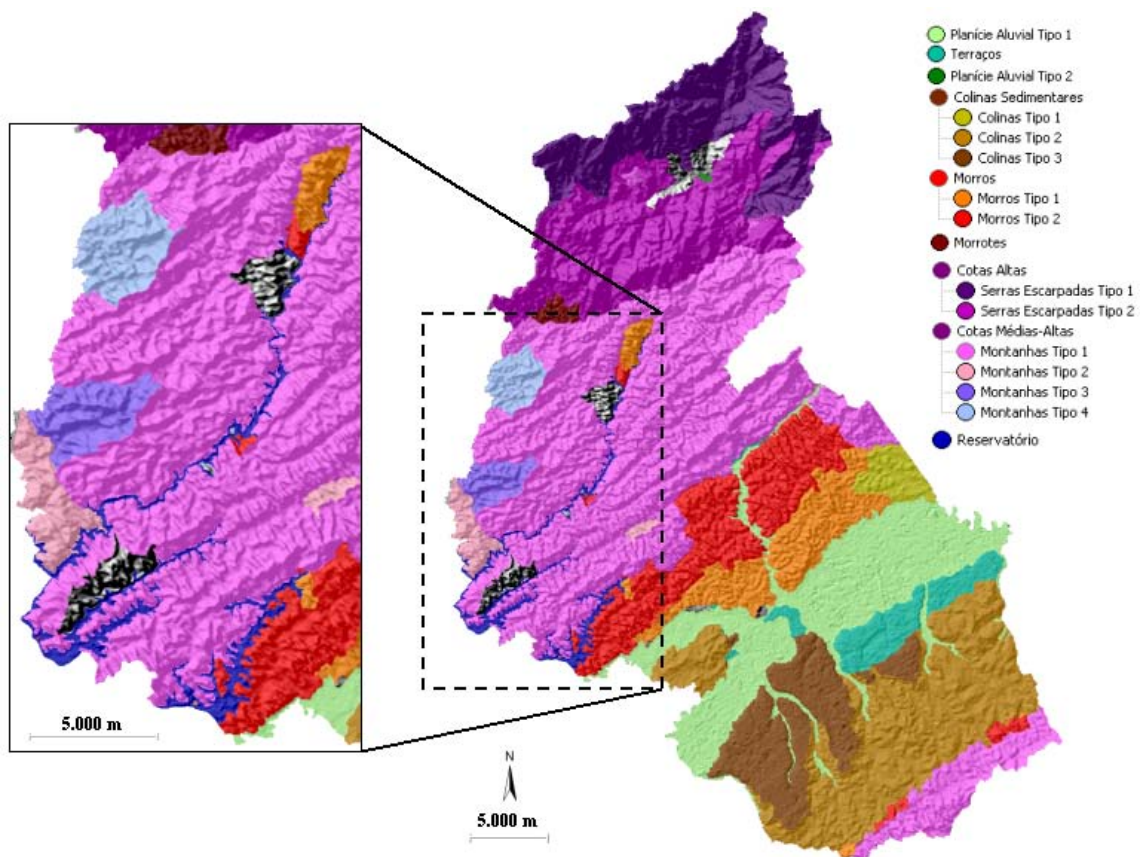 Planície Aluvial Tipo 1
Terraços
Planície Aluvial Tipo 2
Colinas Sedimentares
Colinas Tipo 1
Colinas Tipo 2
Colinas Tipo 3
Morros
Morros Tipo 1
Morros Tipo 2
Morrotes
Cotas Altas
Serras Escarpadas Tipo 1
Serras Escarpadas Tipo 2
Cotas Médias-Altas
Montanhas Tipo 1
Montanhas Tipo 2
Montanhas Tipo 3
Montanhas Tipo 4
Reservatório
5.000 m
N
5.000 m